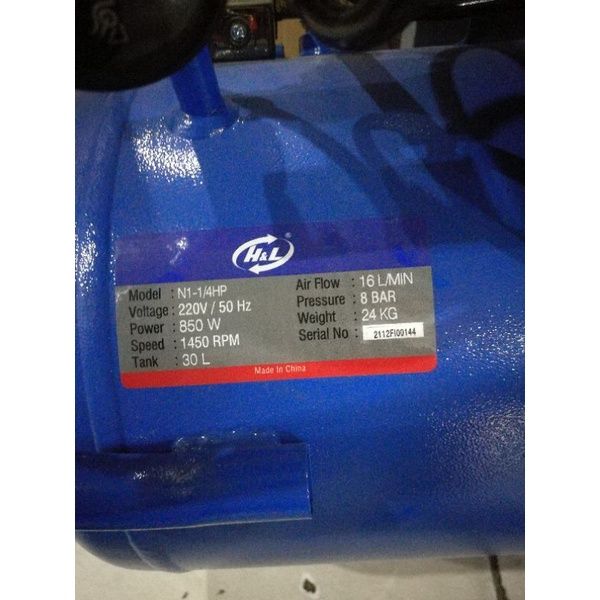 H&L®
Model : N1-1/4HP
Voltage : 220V / 50 Hz
Power : 850 W
Speed : 1450 RPM
Tank : 30 L
Air Flow : 16 L/MIN
Pressure : 8 BAR
Weight : 24 KG
Serial No : 2112FI00144
Made In China